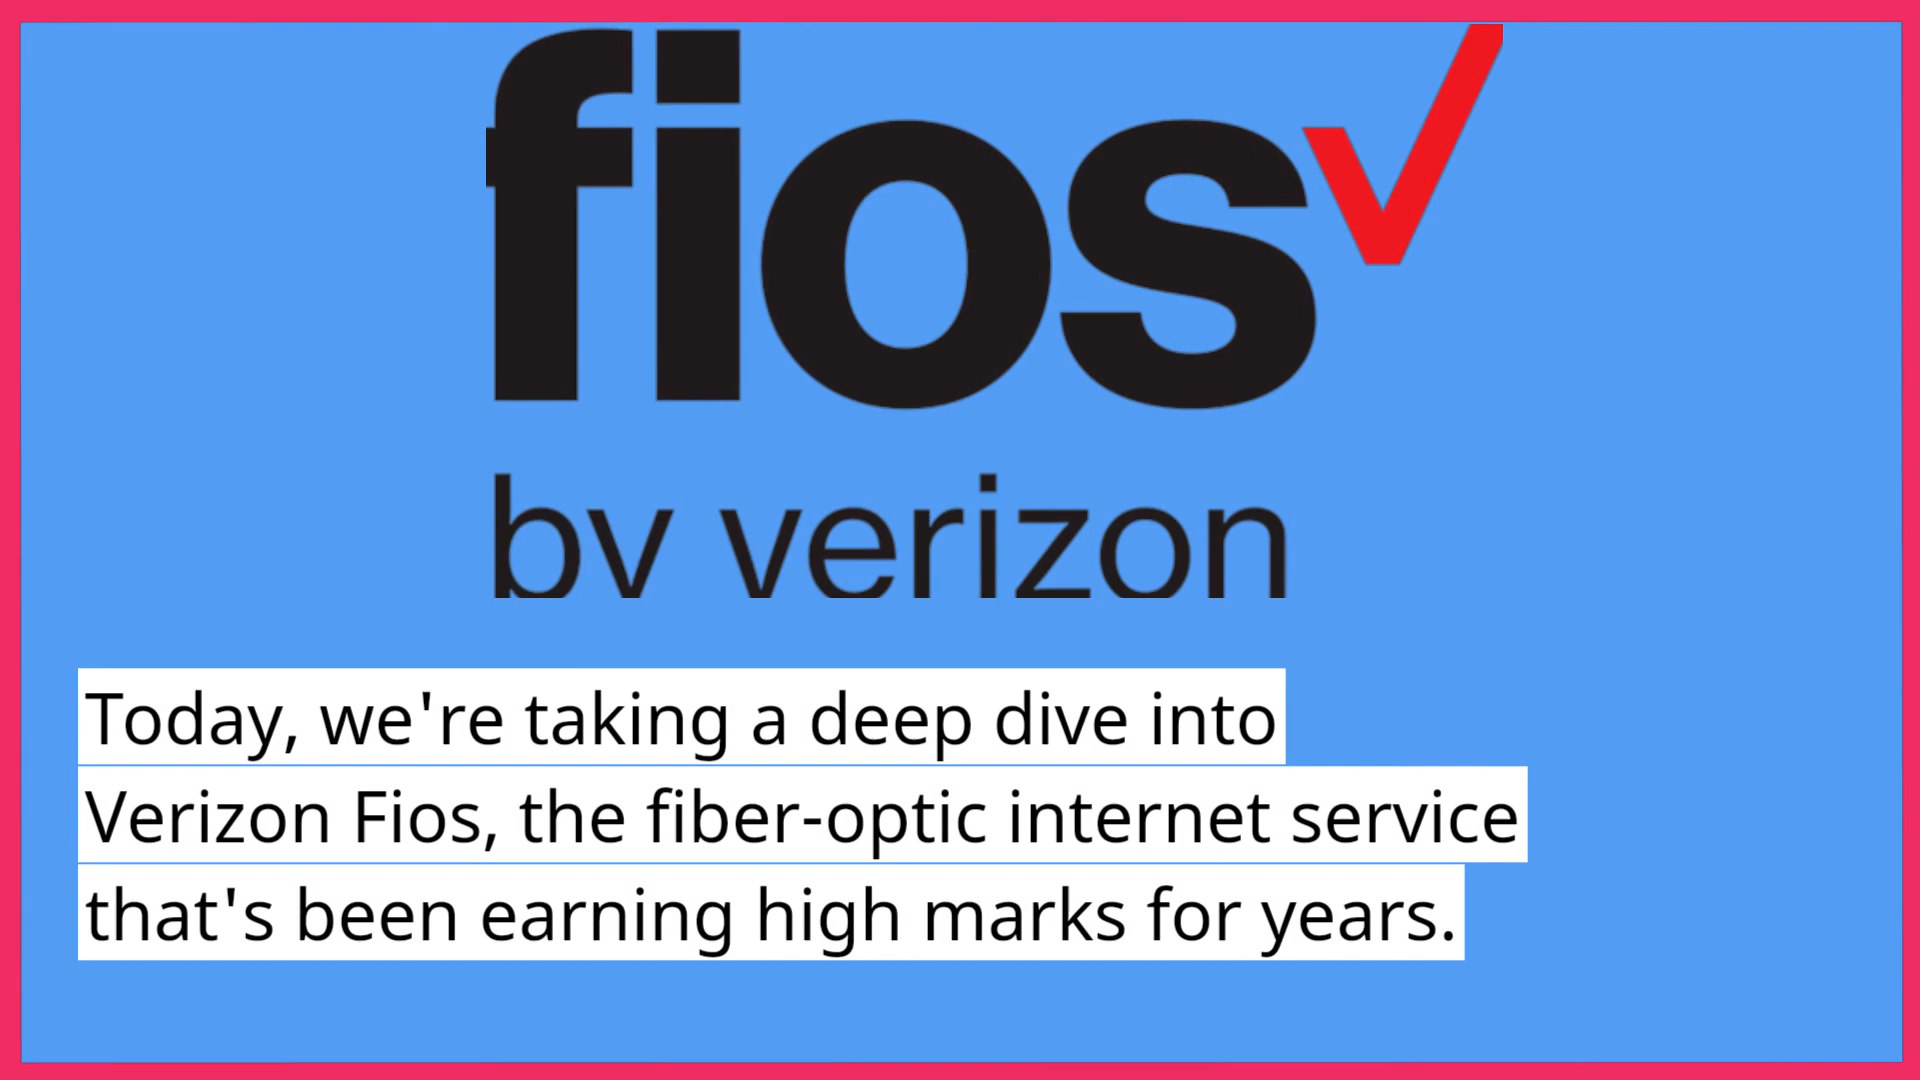 fios
by verizon
Today, we're taking a deep dive into
Verizon Fios, the fiber-optic internet service
that's been earning high marks for years.